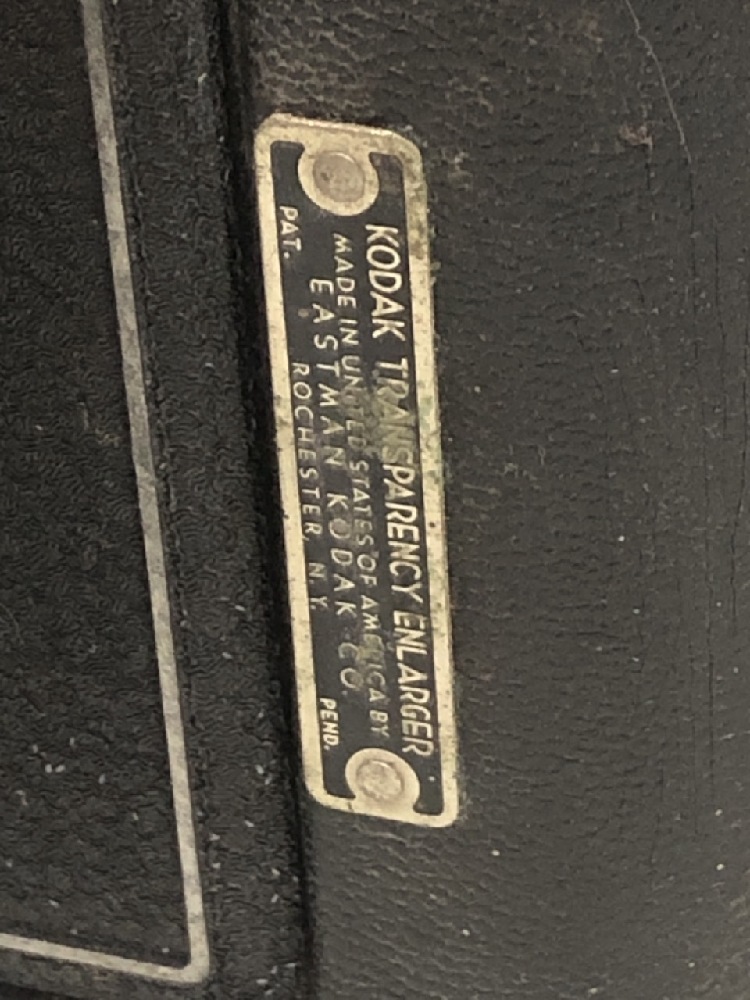 KODAK TRANSPARENCY ENLARGER
MADE IN UNITED STATES OF AMERICA BY
EASTMAN KODAK CO.
PAT. ROCHESTER, N.Y. PEND.